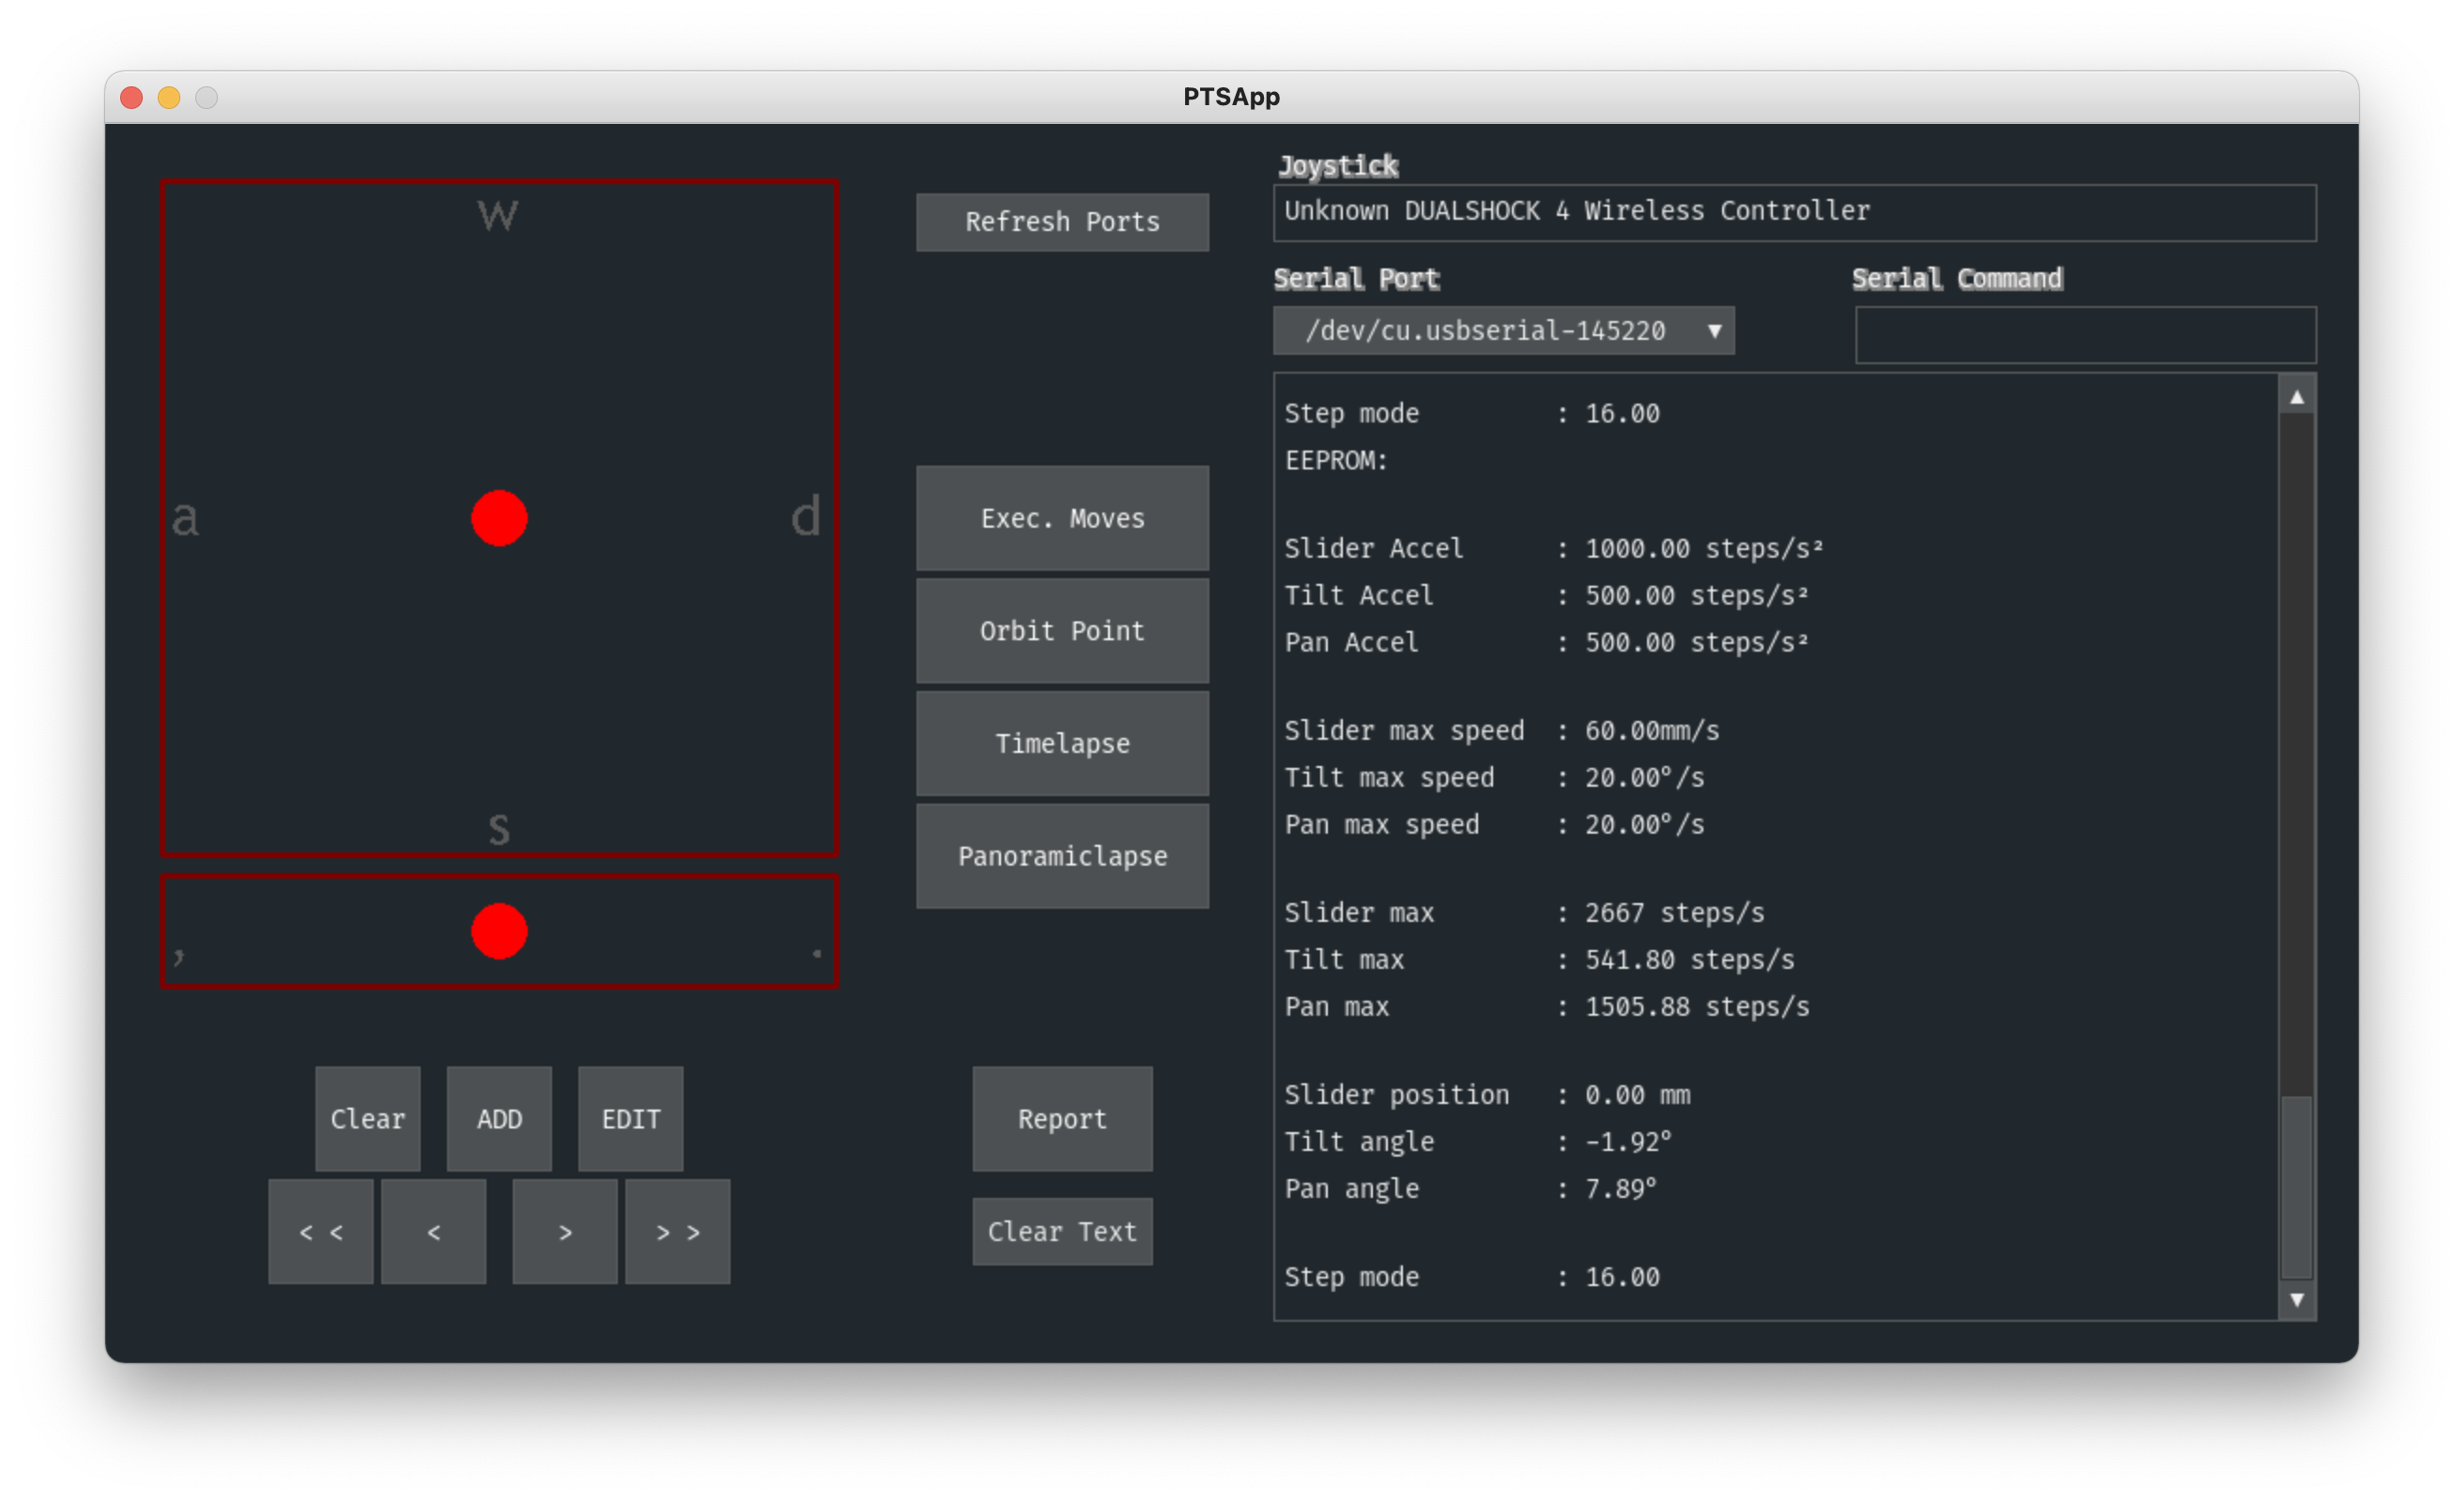 PTSApp
w
a
d
s
,
.
Clear
ADD
EDIT
< <
<
>
> >
Refresh Ports
Exec. Moves
Orbit Point
Timelapse
Panoramiclapse
Report
Clear Text
Joystick
Unknown DUALSHOCK 4 Wireless Controller
Serial Port
Serial Command
/dev/cu.usbserial-145220 ▼
Step mode : 16.00
EEPROM:
Slider Accel : 1000.00 steps/s²
Tilt Accel : 500.00 steps/s²
Pan Accel : 500.00 steps/s²
Slider max speed : 60.00mm/s
Tilt max speed : 20.00°/s
Pan max speed : 20.00°/s
Slider max : 2667 steps/s
Tilt max : 541.80 steps/s
Pan max : 1505.88 steps/s
Slider position : 0.00 mm
Tilt angle : -1.92°
Pan angle : 7.89°
Step mode : 16.00